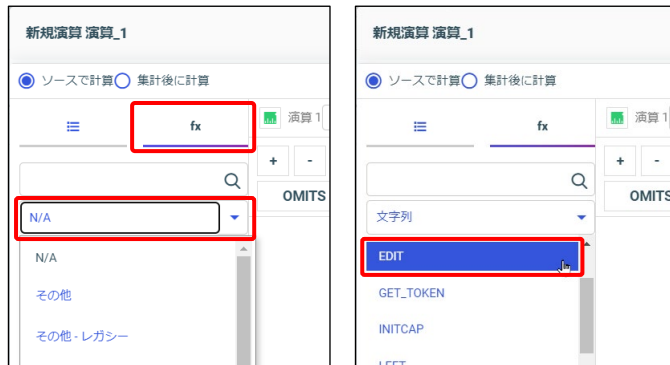 新規演算 演算_1
ソースで計算 集計後に計算
fx
演算 1
+ -
N/A
OMITS
N/A
その他
その他 - レガシー
新規演算 演算_1
ソースで計算 集計後に計算
fx
演算 1
+ -
文字列
OMITS
EDIT
GET_TOKEN
INITCAP
LEFT